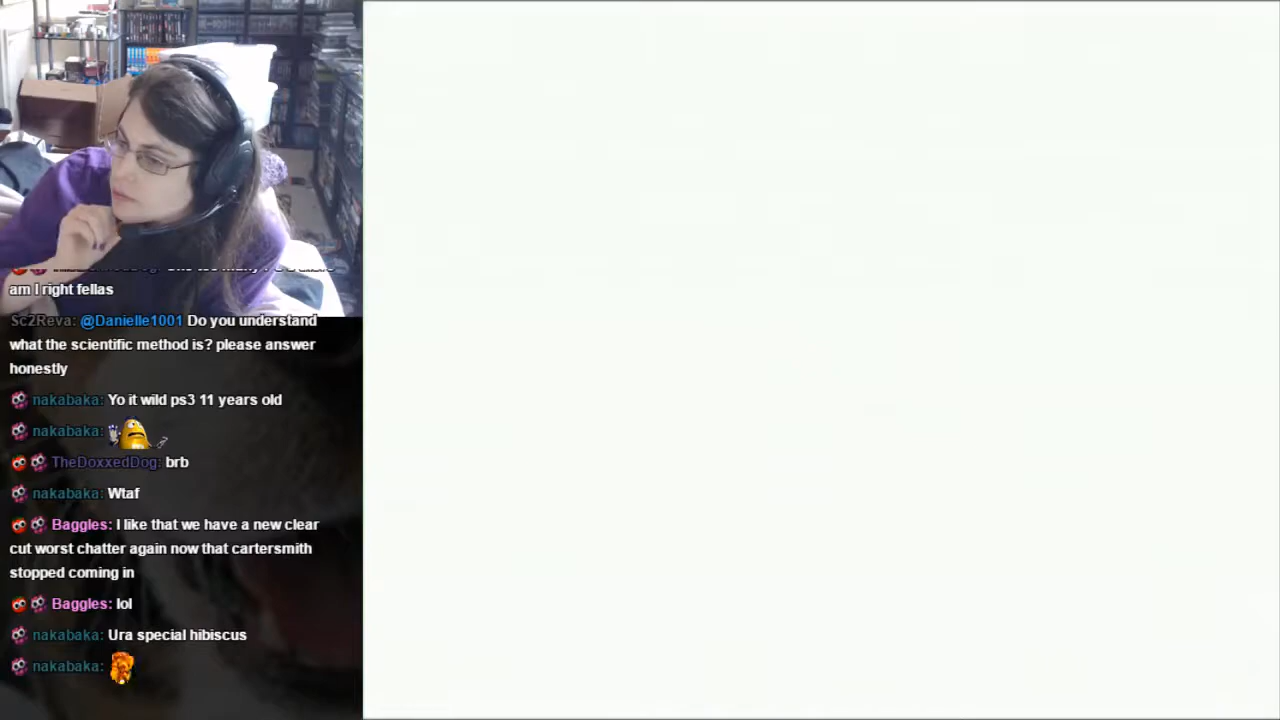 am I right fellas
Sc2Reva: @Danielle1001 Do you understand
what the scientific method is? please answer
honestly
nakabaka: Yo it wild ps3 11 years old
nakabaka:
TheDoxxedDog: brb
nakabaka: Wtaf
Baggles: I like that we have a new clear
cut worst chatter again now that cartersmith
stopped coming in
Baggles: lol
nakabaka: Ura special hibiscus
nakabaka: